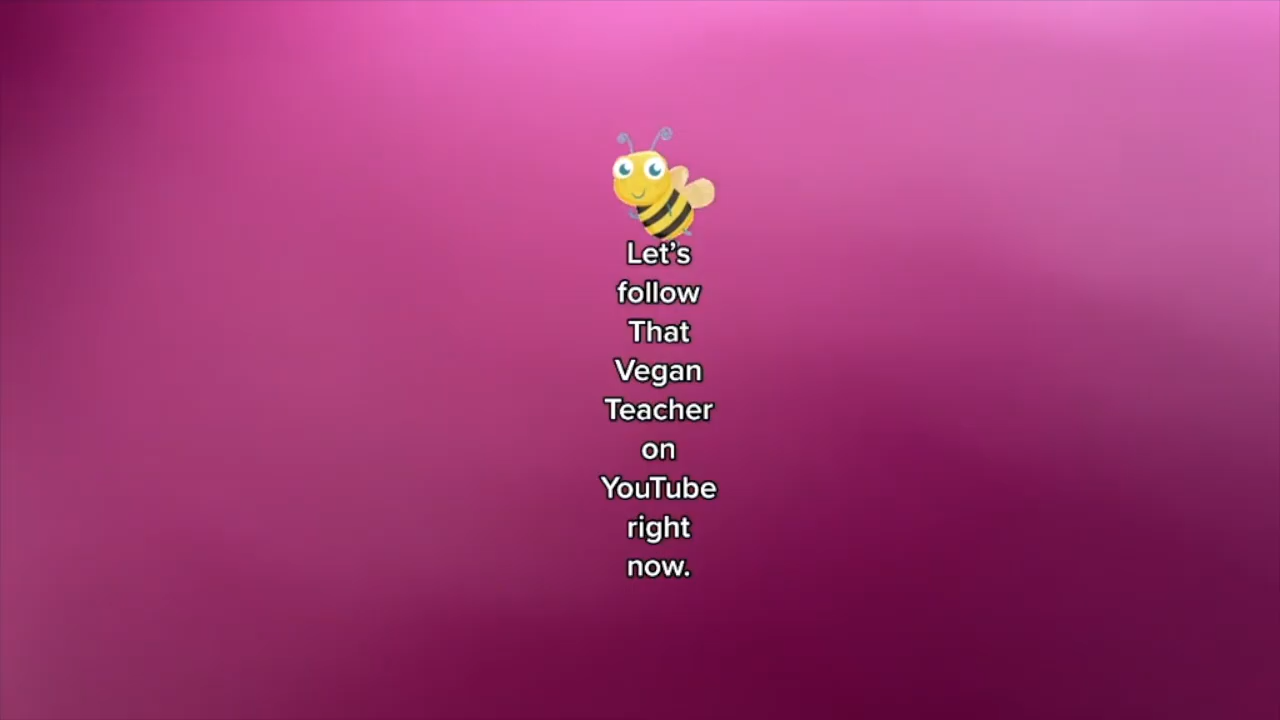 Let’s
follow
That
Vegan
Teacher
on
YouTube
right
now.